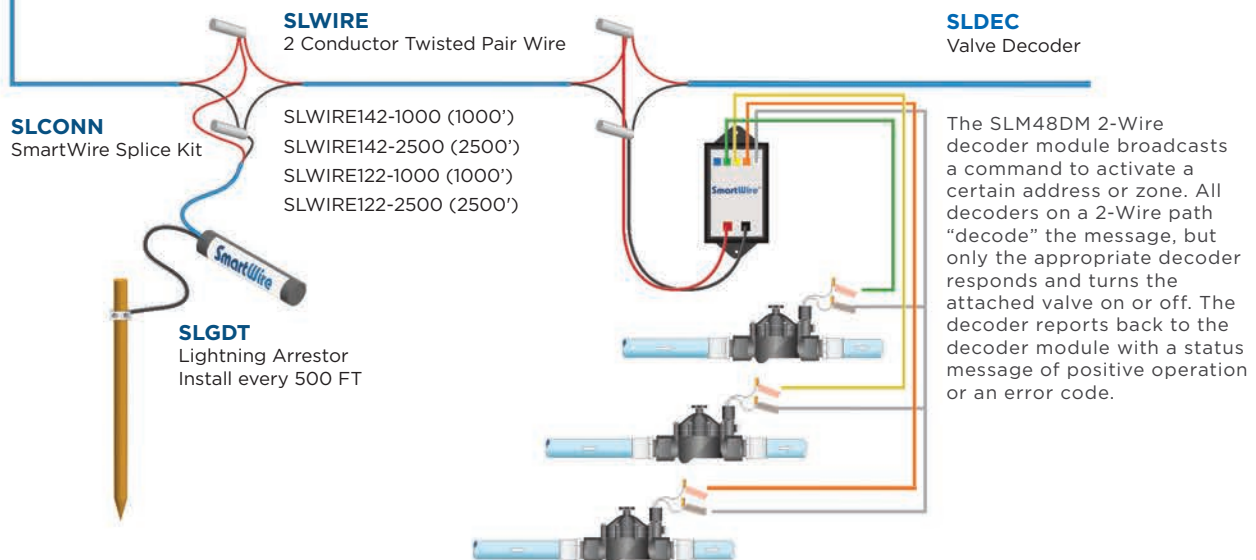 SLWIRE
2 Conductor Twisted Pair Wire
SLWIRE142-1000 (1000’)
SLWIRE142-2500 (2500’)
SLWIRE122-1000 (1000’)
SLWIRE122-2500 (2500')
SLCONN
SmartWire Splice Kit
SmartWire
SLGDT
Lightning Arrestor
Install every 500 FT
SmartWire™
SLDEC
Valve Decoder
The SLM48DM 2-Wire
decoder module broadcasts
a command to activate a
certain address or zone. All
decoders on a 2-Wire path
“decode” the message, but
only the appropriate decoder
responds and turns the
attached valve on or off. The
decoder reports back to the
decoder module with a status
message of positive operation
or an error code.